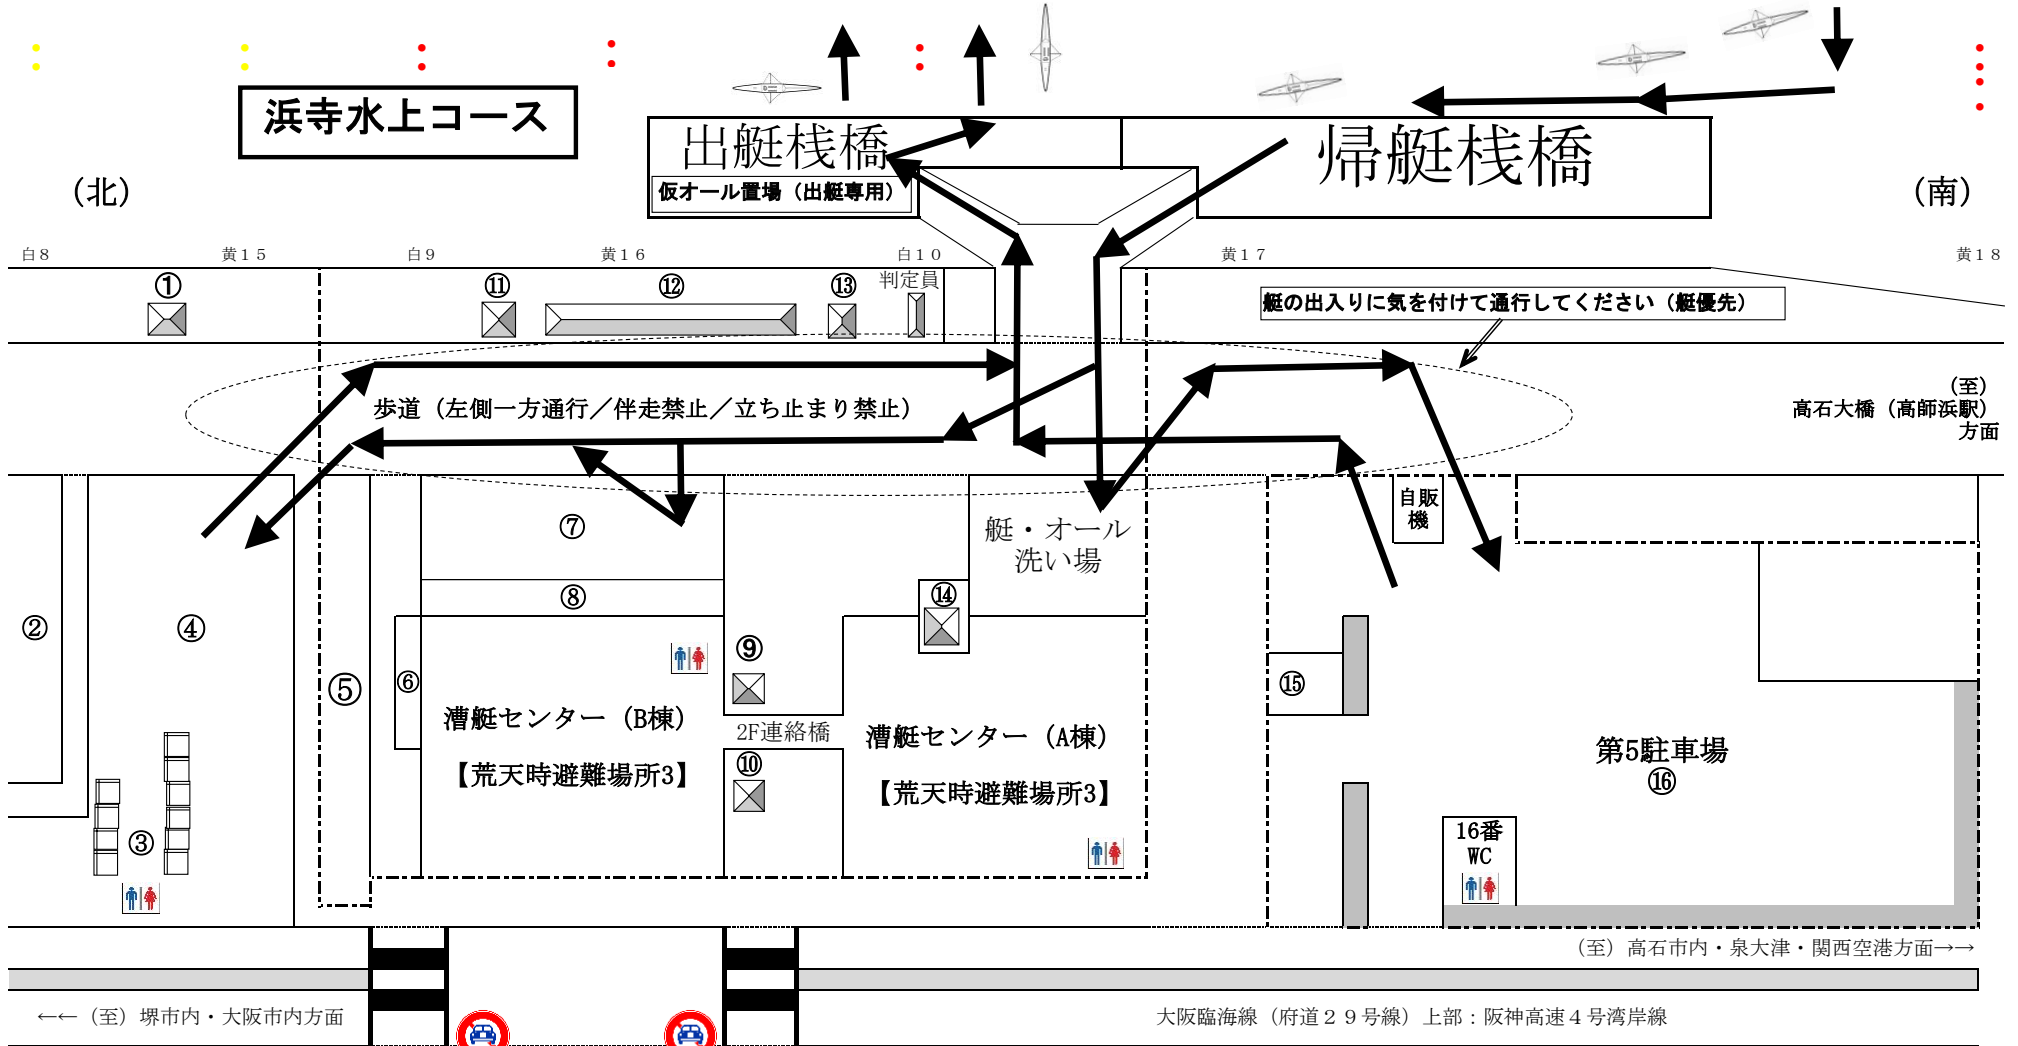 浜寺水上コース
出艇桟橋
帰艇桟橋
仮オール置場（出艇専用）
（北）
（南）
白８
黄１５
白９
黄１６
白１０
黄１７
黄１８
①
⑪
⑫
⑬
判定員
艇の出入りに気を付けて通行してください（艇優先）
歩道（左側一方通行／伴走禁止／立ち止まり禁止）
（至）
高石大橋（高師浜駅）
方面
自販
機
⑦
艇・オール
洗い場
⑧
⑭
②
④
⑨
⑤
⑥
⑮
漕艇センター（B棟）
【荒天時避難場所3】
2F連絡橋
漕艇センター（A棟）
【荒天時避難場所3】
⑩
第5駐車場
⑯
③
16番
WC
（至）高石市内・泉大津・関西空港方面→→
←←（至）堺市内・大阪市内方面
大阪臨海線（府道２９号線）上部：阪神高速４号湾岸線